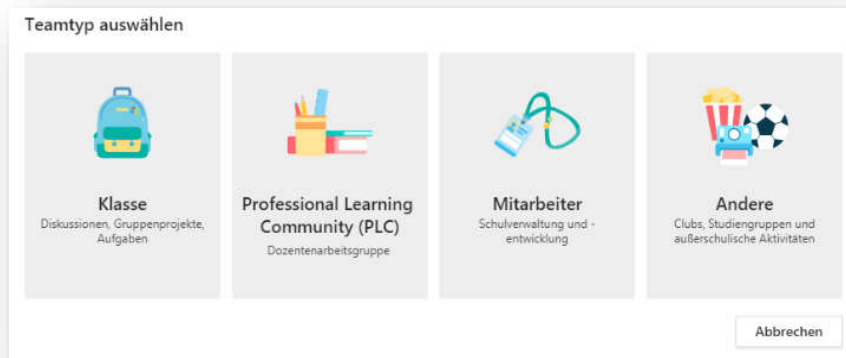 Teamtyp auswählen
Klasse
Diskussionen, Gruppenprojekte,
Aufgaben
Professional Learning
Community (PLC)
Dozentenarbeitsgruppe
Mitarbeiter
Schulverwaltung und -
entwicklung
Andere
Clubs, Studiengruppen und
außerschulische Aktivitäten
Abbrechen